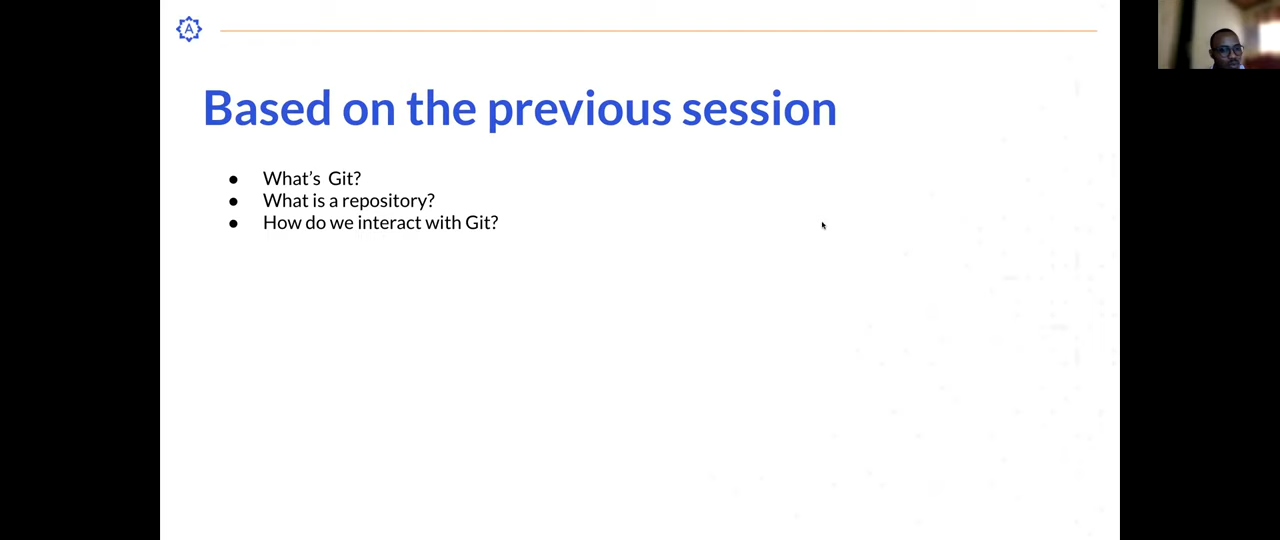 A
Based on the previous session
● What's Git?
● What is a repository?
● How do we interact with Git?